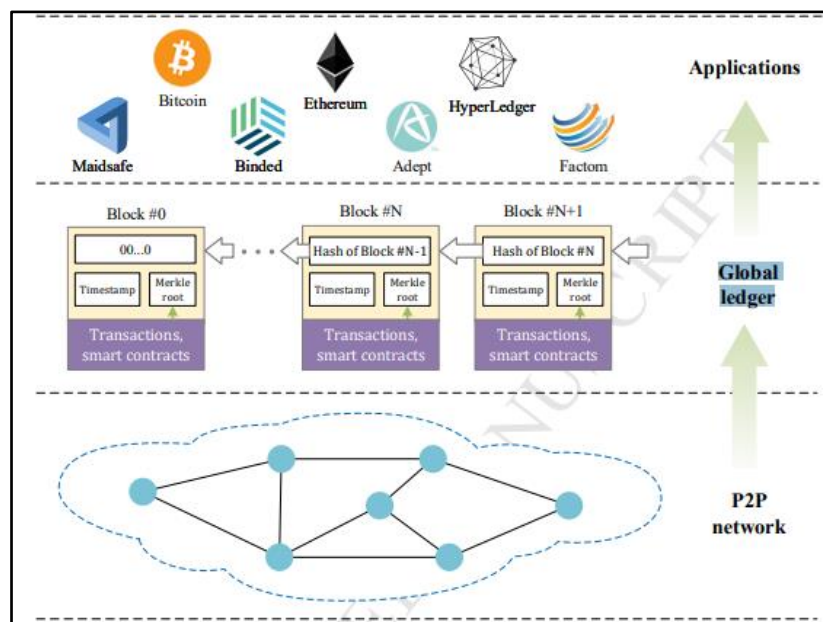 Bitcoin
Ethereum
HyperLedger
Applications
Maidsafe
Binded
Adept
Factom
Block #0
Block #N
Block #N+1
00...0
Hash of Block #N-1
Hash of Block #N
Timestamp
Merkle
root
Timestamp
Merkle
root
Timestamp
Merkle
root
Global
ledger
Transactions,
smart contracts
Transactions,
smart contracts
Transactions,
smart contracts
P2P
network